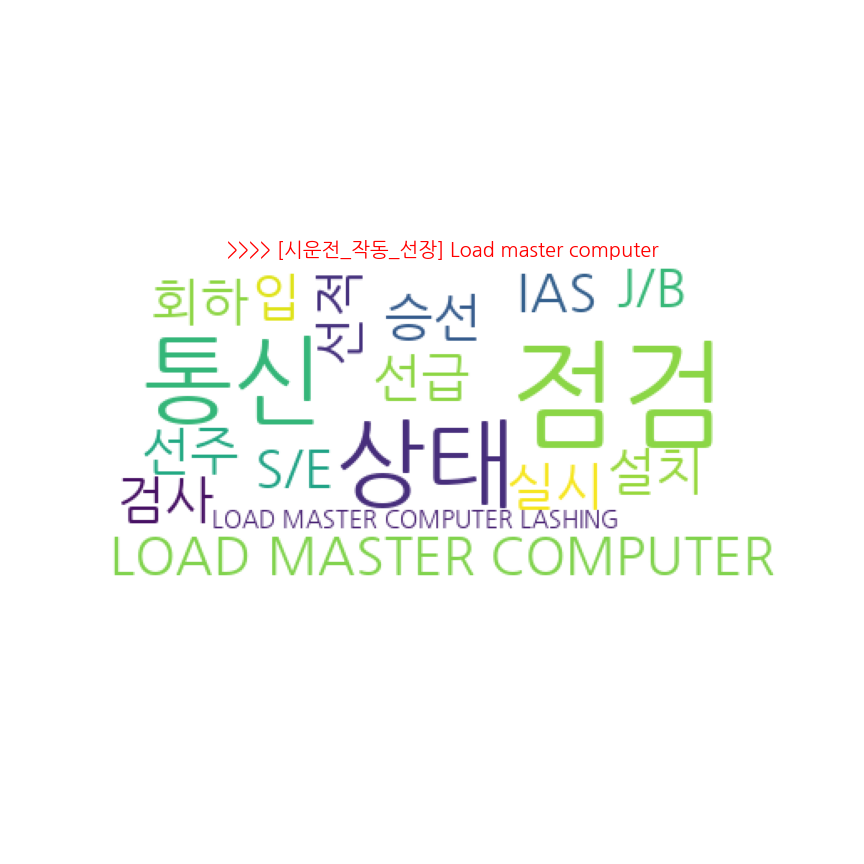 >>>> [시운전_작동_선장] Load master computer
회하
입
선적
승선
IAS
J/B
통신
선급
점검
선주
S/E
상태
실시
설치
검사
LOAD MASTER COMPUTER LASHING
LOAD MASTER COMPUTER